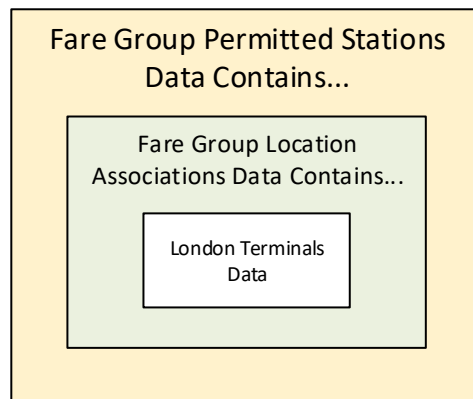 Fare Group Permitted Stations
Data Contains...
Fare Group Location
Associations Data Contains...
London Terminals
Data